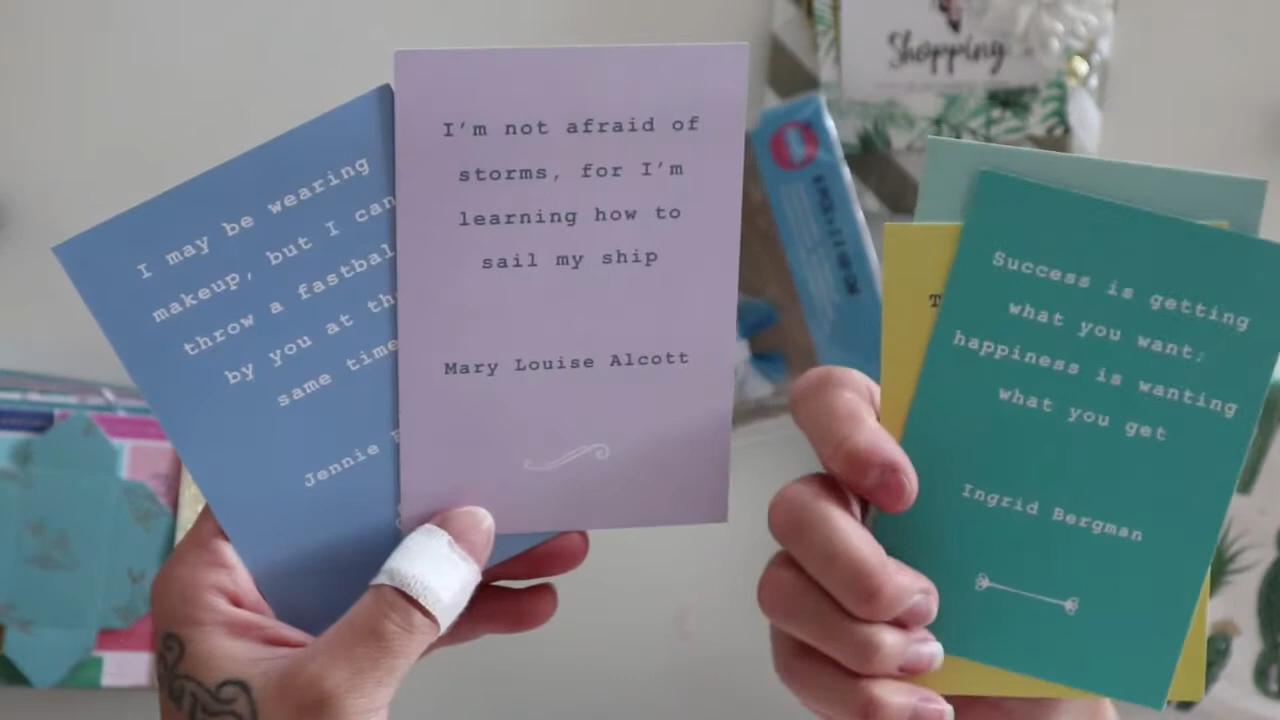 I may be wearing
makeup, but I can
throw a fastbal
by you at
same time
Jennie
I'm not afraid of
storms, for I'm
learning how to
sail my ship
Mary Louise Alcott
Shopping
Success is getting
what you want;
happiness is wanting
what you get
Ingrid Bergman